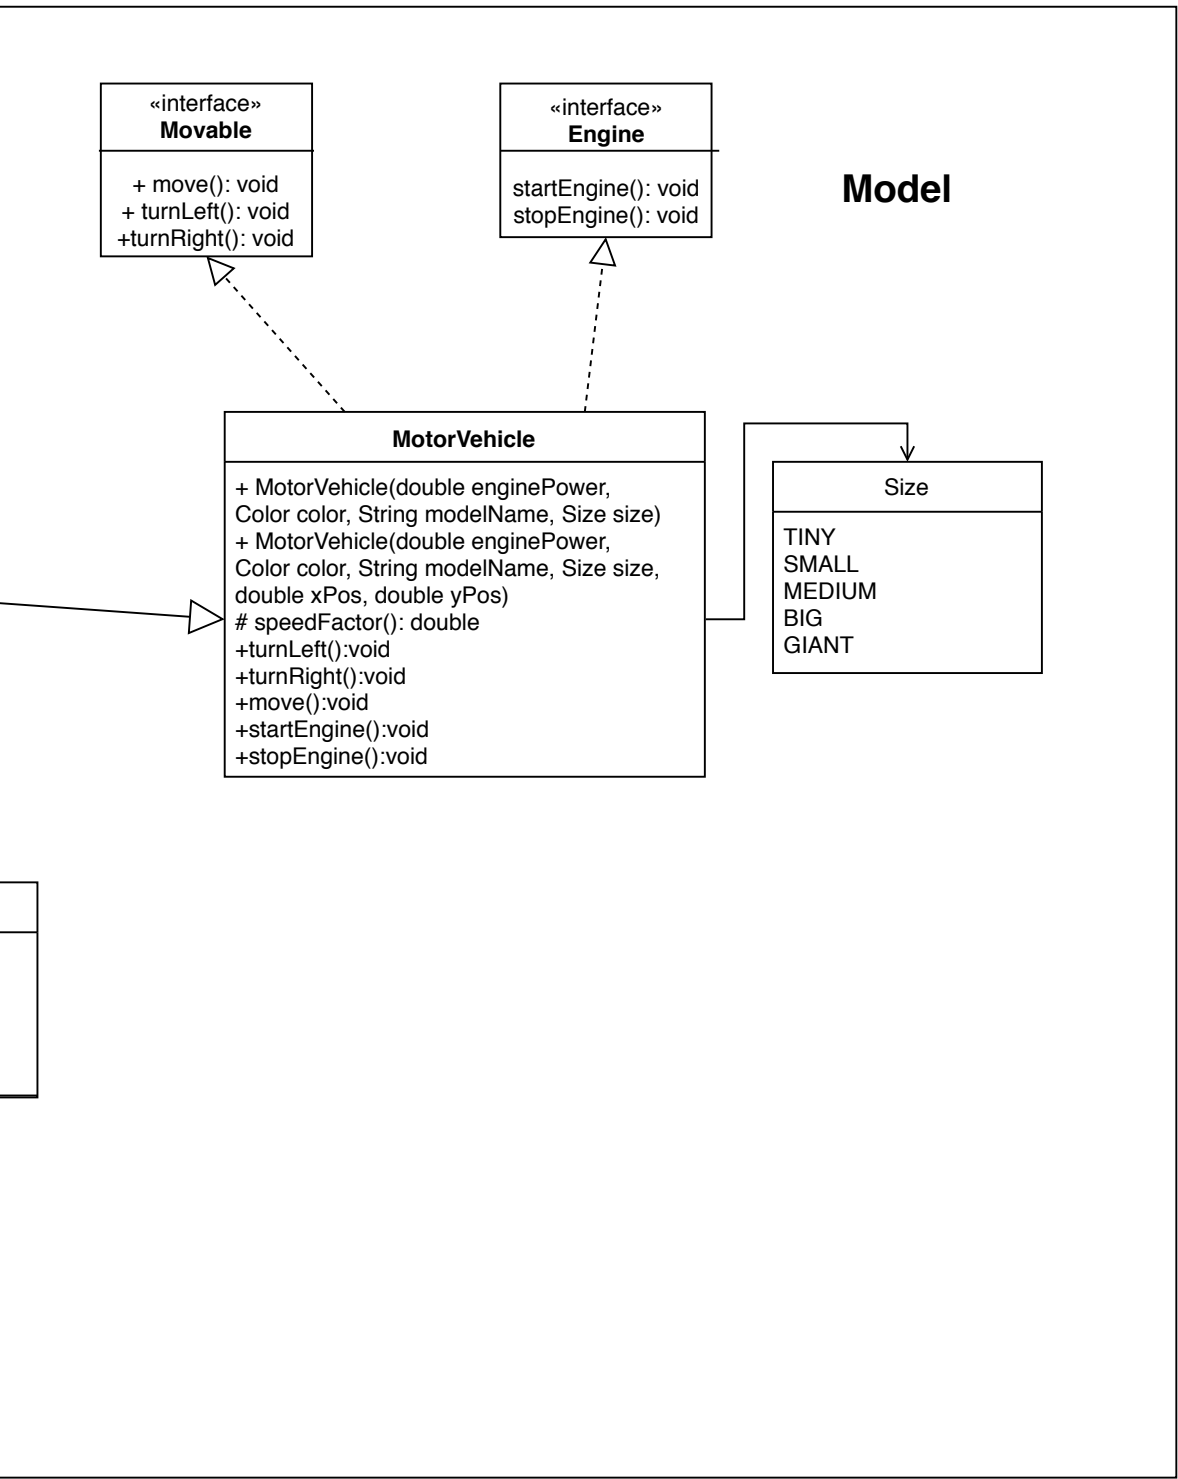 «interface»
Movable
+ move(): void
+ turnLeft(): void
+turnRight(): void
«interface»
Engine
startEngine(): void
stopEngine(): void
Model
MotorVehicle
+ MotorVehicle(double enginePower,
Color color, String modelName, Size size)
+ MotorVehicle(double enginePower,
Color color, String modelName, Size size,
double xPos, double yPos)
# speedFactor(): double
+turnLeft():void
+turnRight():void
+move():void
+startEngine():void
+stopEngine():void
Size
TINY
SMALL
MEDIUM
BIG
GIANT